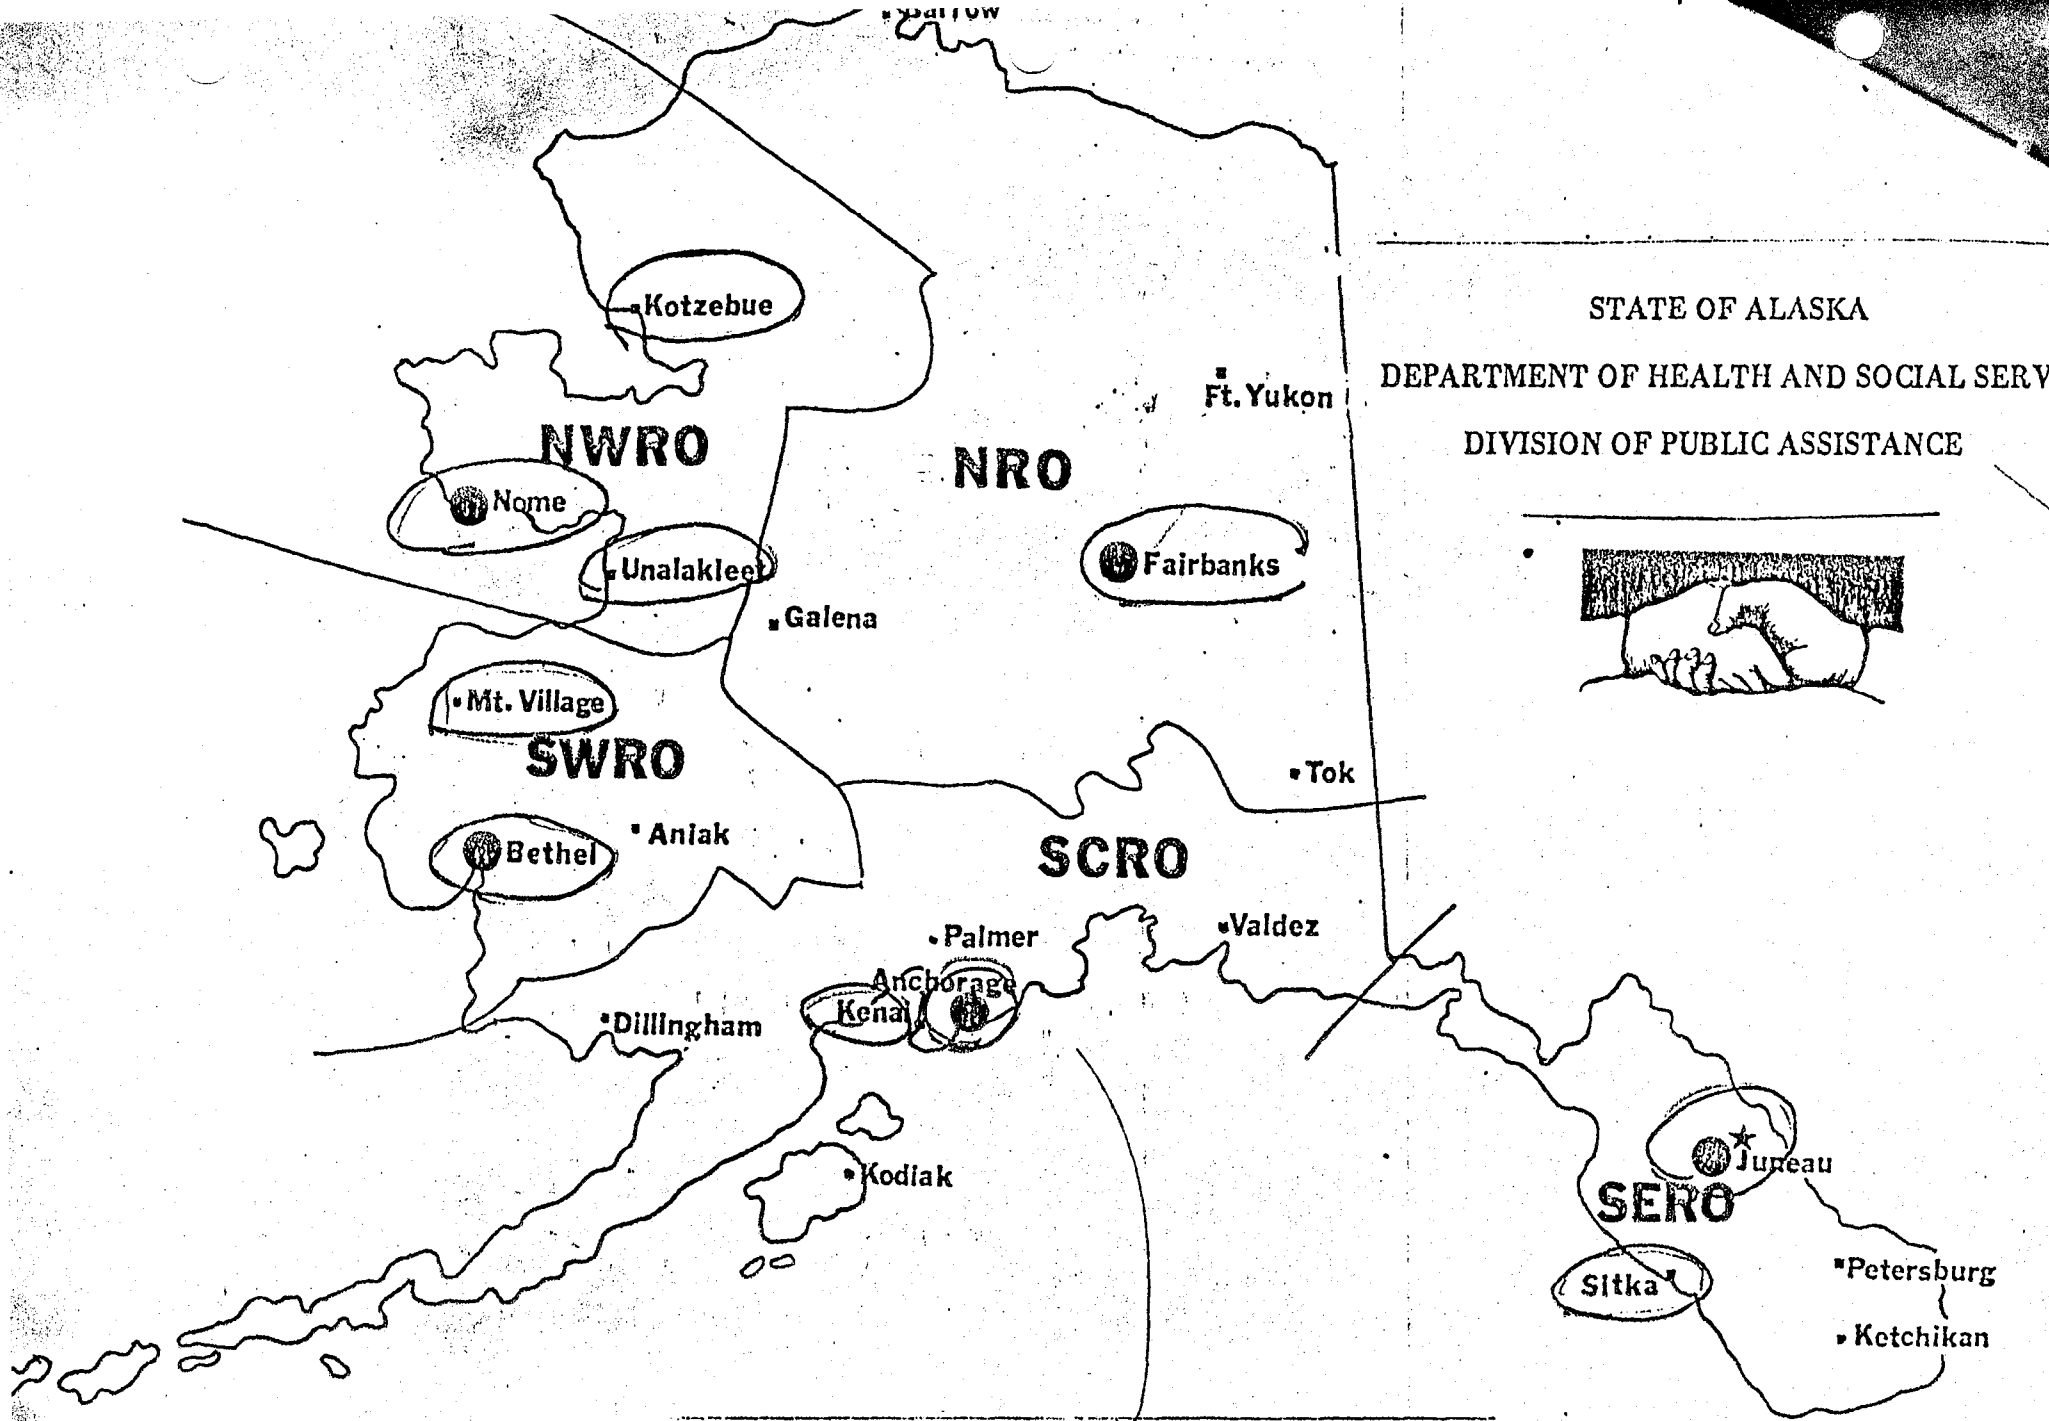 Barrow
Kotzebue
STATE OF ALASKA
Ft. Yukon
DEPARTMENT OF HEALTH AND SOCIAL SERV
NWRO
NRO
DIVISION OF PUBLIC ASSISTANCE
Nome
Unalakleet
Fairbanks
Galena
Mt. Village
SWRO
Tok
Bethel
Aniak
SCRO
Palmer
Valdez
Anchorage
Kenai
Dillingham
Juneau
Kodiak
SERO
Petersburg
Sitka
Ketchikan